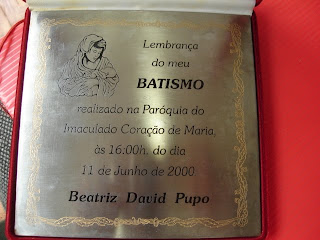 Lembrança
do meu
BATISMO
realizado na Paróquia do
Imaculado Coração de Maria,
às 16:00h. do dia
11 de Junho de 2000.
Beatriz David Pupo